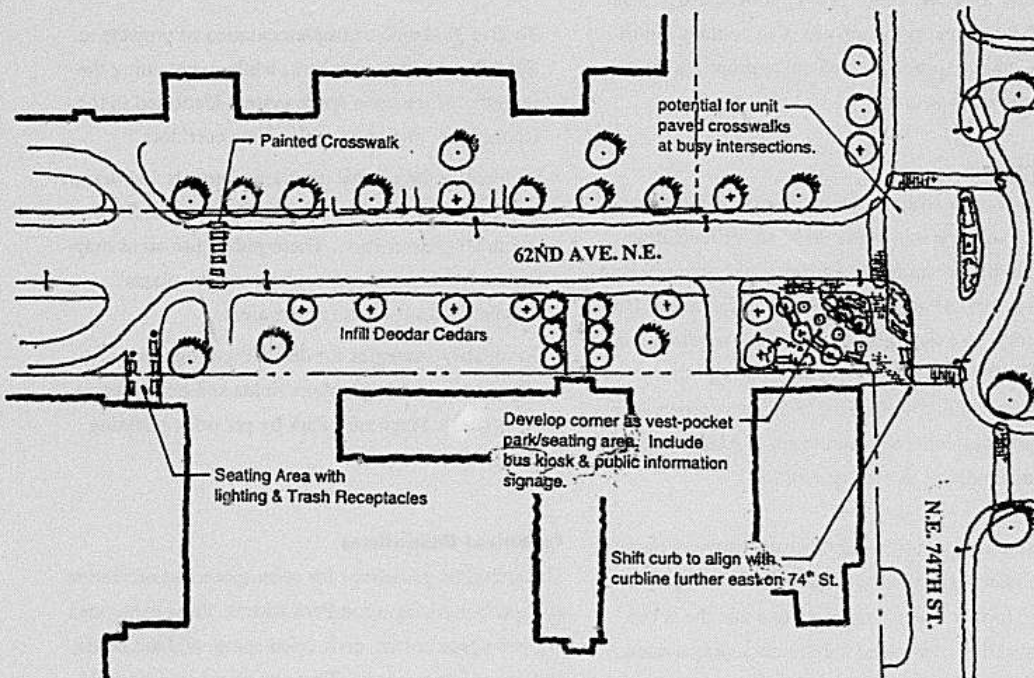 potential for unit
paved crosswalks
at busy intersections.
Painted Crosswalk
62ND AVE. N.E.
Infill Deodar Cedars
Develop corner as vest-pocket
park/seating area. Include
bus kiosk & public information
signage.
Seating Area with
lighting & Trash Receptacles
Shift curb to align with
curbline further east on 74th St.
N.E. 74TH ST.